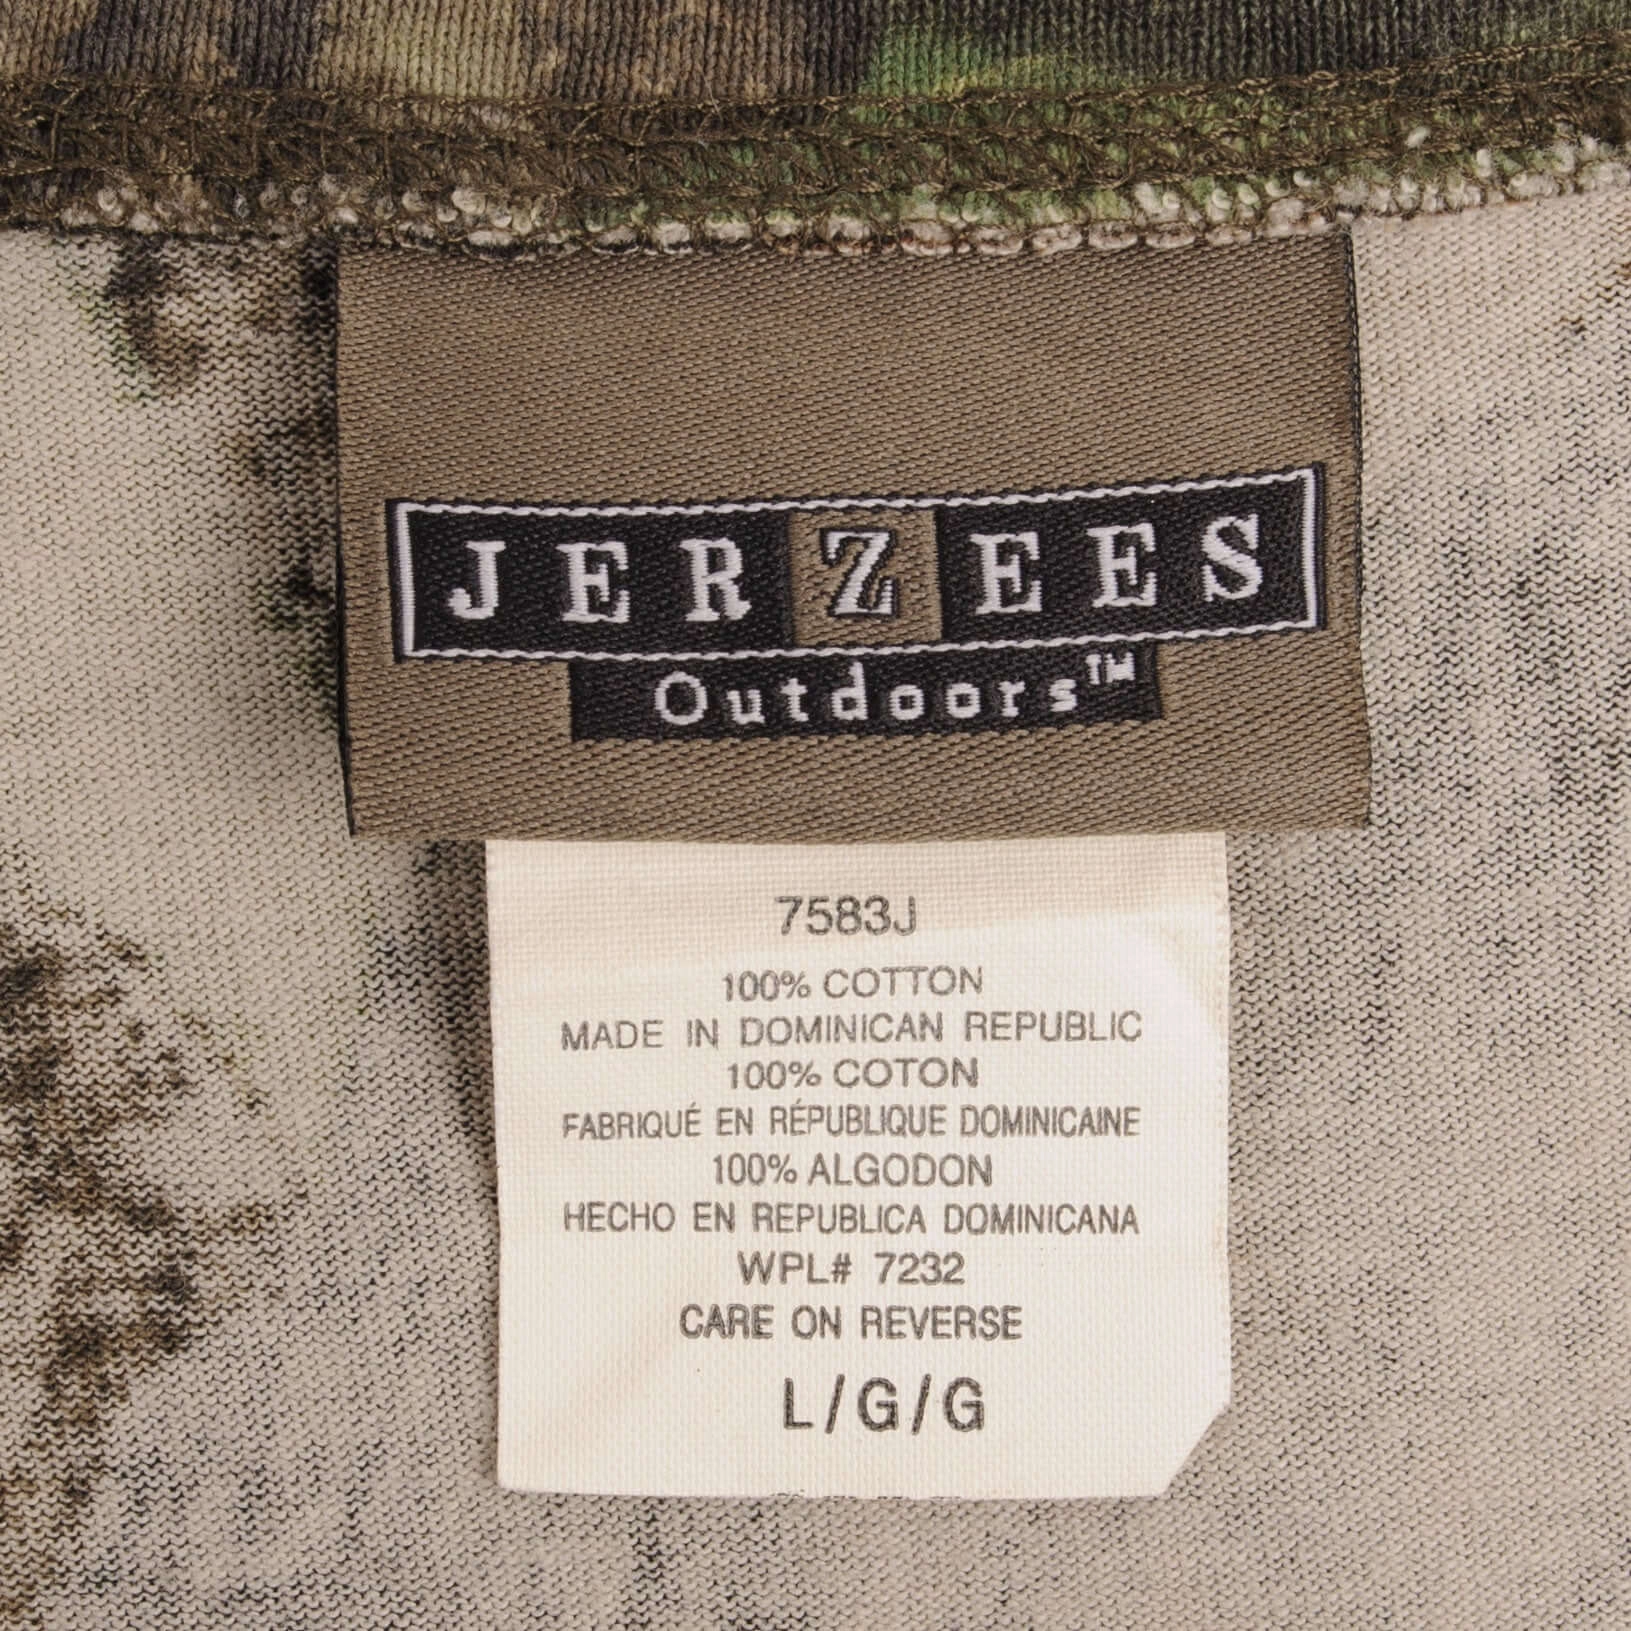 JERZEES
Outdoors™
7583J
100% COTTON
MADE IN DOMINICAN REPUBLIC
100% COTON
FABRIQUÉ EN RÉPUBLIQUE DOMINICAINE
100% ALGODON
HECHO EN REPUBLICA DOMINICANA
WPL# 7232
CARE ON REVERSE
L/G/G